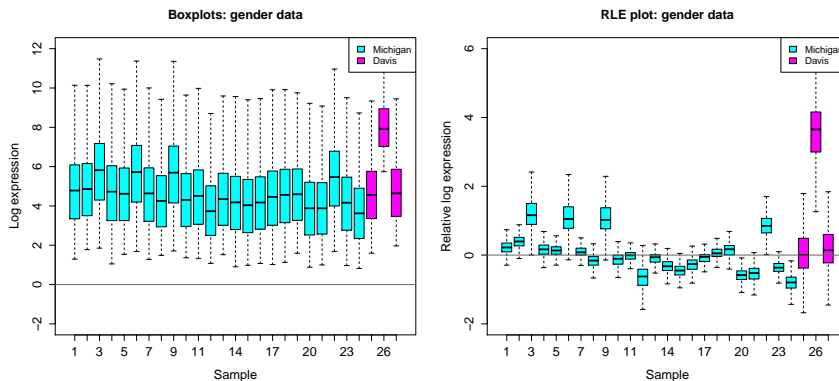 Boxplots: gender data
Log expression
12
10
8
6
4
2
0
−2
Michigan
Davis
1 3 5 7 9 11 14 17 20 23 26
Sample
RLE plot: gender data
Relative log expression
6
4
2
0
−2
Michigan
Davis
1 3 5 7 9 11 14 17 20 23 26
Sample